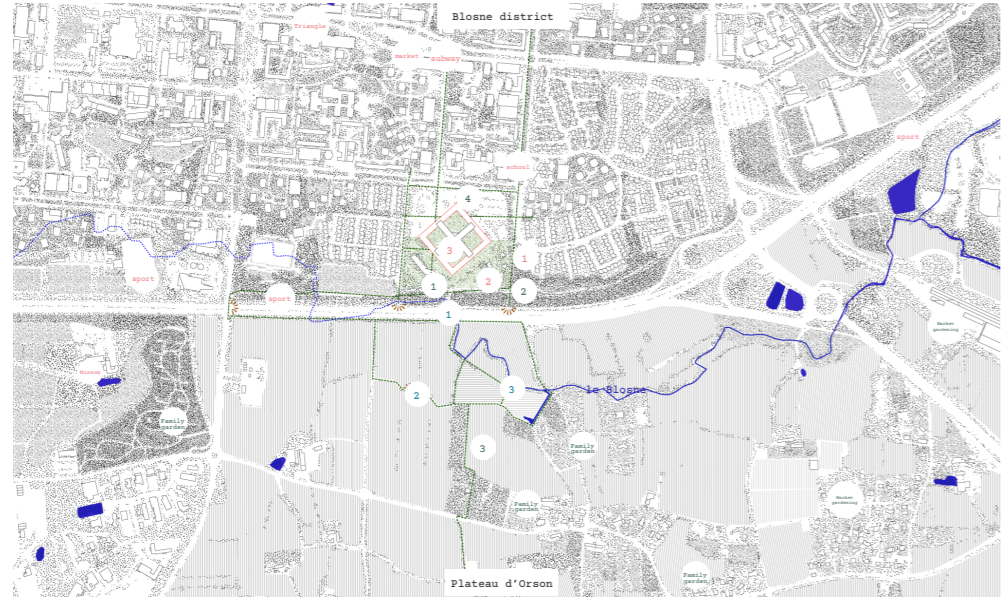 Blosne district
Triangle
market
subway
sport
school
4
3
1
sport
2
1
2
sport
1
Market
gardening
Museum
2
3
le Blosne
Family
garden
3
Family
garden
Market
gardening
Family
garden
Family
garden
Plateau d'Orson